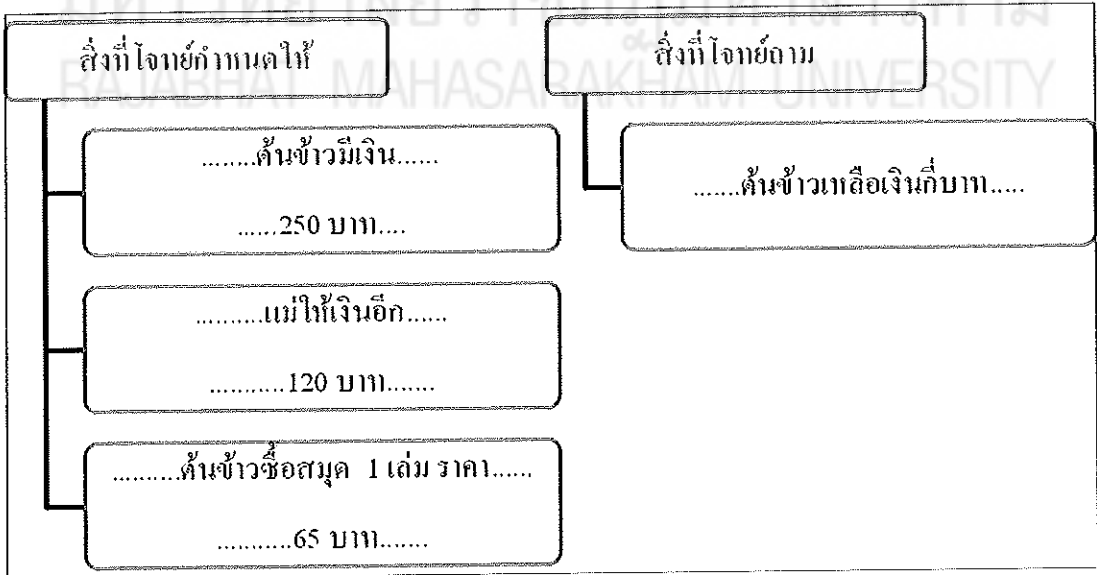 สิ่งที่โจทย์กำหนดให้
........ต้นข้าวมีเงิน......
......250 บาท....
..........แม่ให้เงินอีก......
...........120 บาท.......
..........ต้นข้าวซื้อสมุด 1 เล่ม ราคา......
...........65 บาท.......
สิ่งที่โจทย์ถาม
.......ต้นข้าวเหลือเงินกี่บาท.....
RAJABHAT MAHASARAKHAM UNIVERSITY